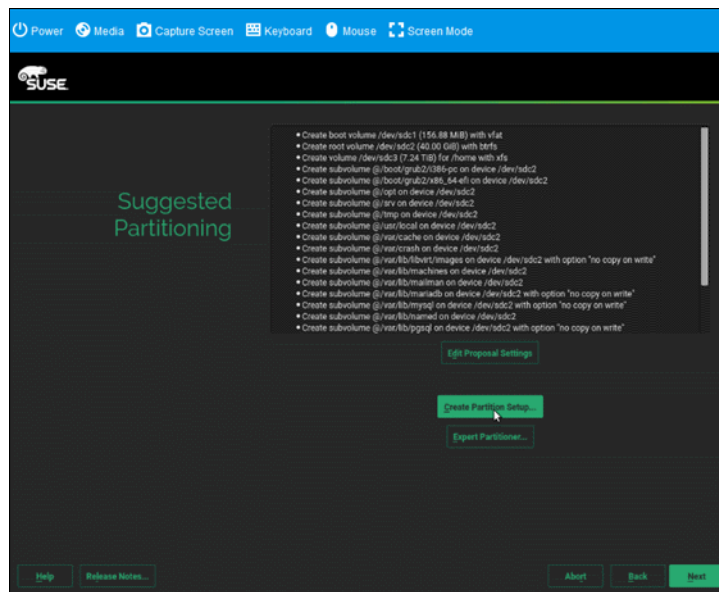 Power Media Capture Screen Keyboard Mouse Screen Mode
SUSE
Suggested
Partitioning
• Create boot volume /dev/sdc1 (156.88 MiB) with vfat
• Create root volume /dev/sdc2 (40.00 GiB) with btrfs
• Create volume /dev/sdc3 (7.24 TiB) for /home with xfs
• Create subvolume @/boot/grub2/i386-pc on device /dev/sdc2
• Create subvolume @/boot/grub2/x86_64-efi on device /dev/sdc2
• Create subvolume @/opt on device /dev/sdc2
• Create subvolume @/srv on device /dev/sdc2
• Create subvolume @/tmp on device /dev/sdc2
• Create subvolume @/usr/local on device /dev/sdc2
• Create subvolume @/var/cache on device /dev/sdc2
• Create subvolume @/var/crash on device /dev/sdc2
• Create subvolume @/var/lib/libvirt/images on device /dev/sdc2 with option "no copy on write"
• Create subvolume @/var/lib/machines on device /dev/sdc2
• Create subvolume @/var/lib/mailman on device /dev/sdc2
• Create subvolume @/var/lib/mariadb on device /dev/sdc2 with option "no copy on write"
• Create subvolume @/var/lib/mysql on device /dev/sdc2 with option "no copy on write"
• Create subvolume @/var/lib/named on device /dev/sdc2
• Create subvolume @/var/lib/pgsql on device /dev/sdc2 with option "no copy on write"
Edit Proposal Settings
Create Partition Setup...
Expert Partitioner...
Help Release Notes... Abort Back Next